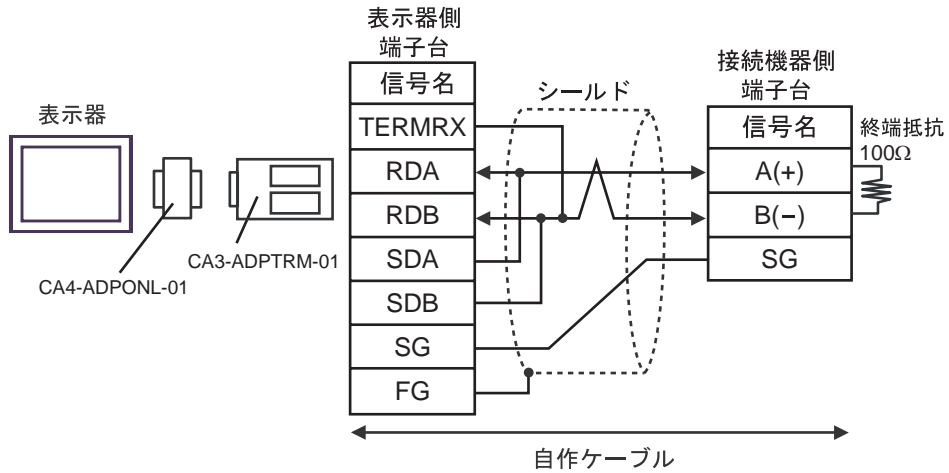 表示器
CA4-ADPONL-01
CA3-ADPTRM-01
表示器側
端子台
信号名
TERMRX
RDA
RDB
SDA
SDB
SG
FG
シールド
接続機器側
端子台
信号名
A(+)
B(−)
SG
終端抵抗
100Ω
自作ケーブル